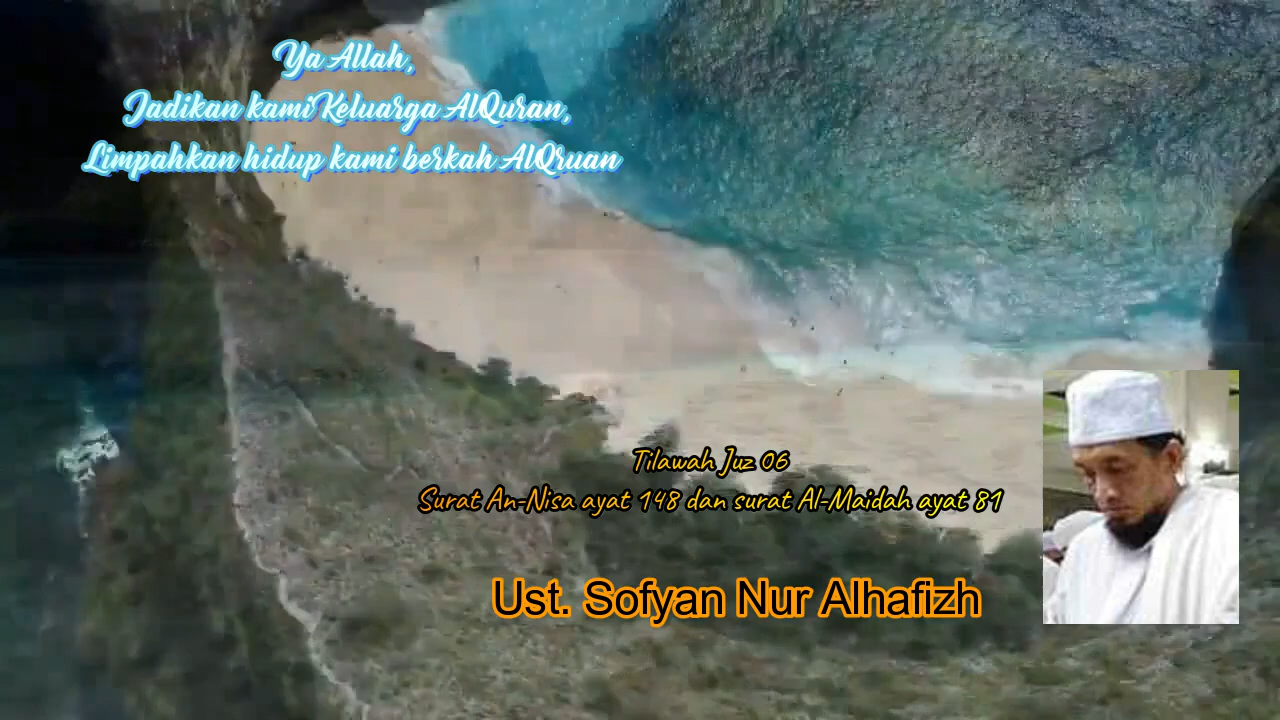 Ya Allah,
Jadikan kami Keluarga AlQuran,
Limpahkan hidup kami berkah AlQruan
Tilawah Juz 06
Surat An-Nisa ayat 148 dan surat Al-Maidah ayat 81
Ust. Sofyan Nur Alhafizh